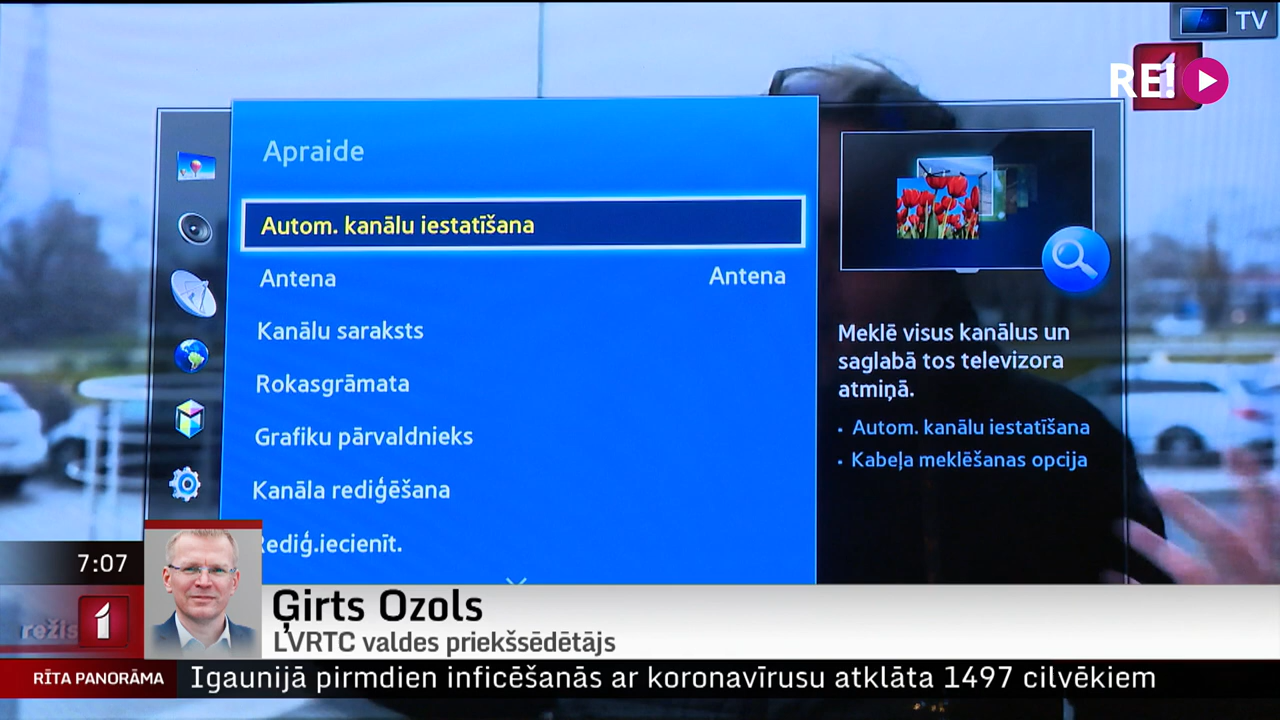 TV
RE!
1
Apraide
Autom. kanālu iestatīšana
Antena Antena
Kanālu saraksts
Rokasgrāmata
Grafiku pārvaldnieks
Kanāla rediģēšana
Rediģ.iecienīt.
Meklē visus kanālus un
saglabā tos televizora
atmiņā.
· Autom. kanālu iestatīšana
· Kabeļa meklēšanas opcija
7:07
1
Ģirts Ozols
LVRTC valdes priekšsēdētājs
RĪTA PANORĀMA
Igaunijā pirmdien inficēšanās ar koronavīrusu atklāta 1497 cilvēkiem